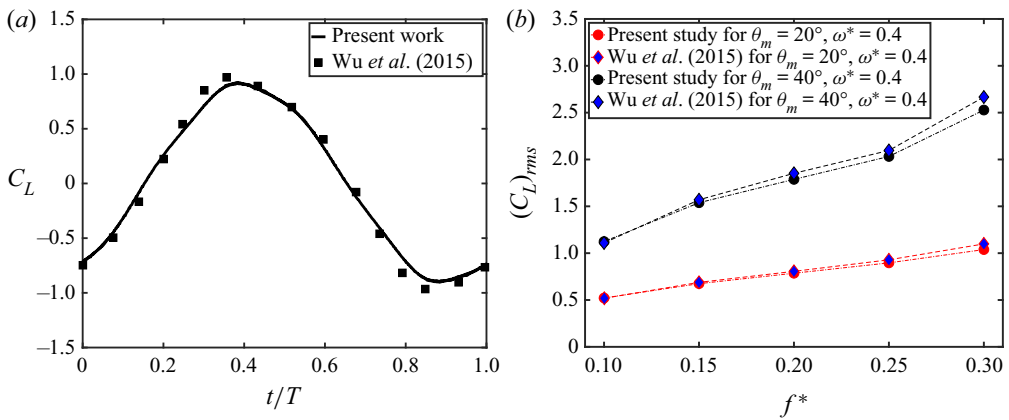 (a)
Present work
Wu et al. (2015)
1.5
1.0
0.5
0
−0.5
−1.0
−1.5
C_L
0
0.2
0.4
0.6
0.8
1.0
t/T
(b)
Present study for θ_m = 20°, ω* = 0.4
Wu et al. (2015) for θ_m = 20°, ω* = 0.4
Present study for θ_m = 40°, ω* = 0.4
Wu et al. (2015) for θ_m = 40°, ω* = 0.4
3.5
3.0
2.5
2.0
1.5
1.0
0.5
0
((C_L)_rms
0.10
0.15
0.20
0.25
0.30
f*